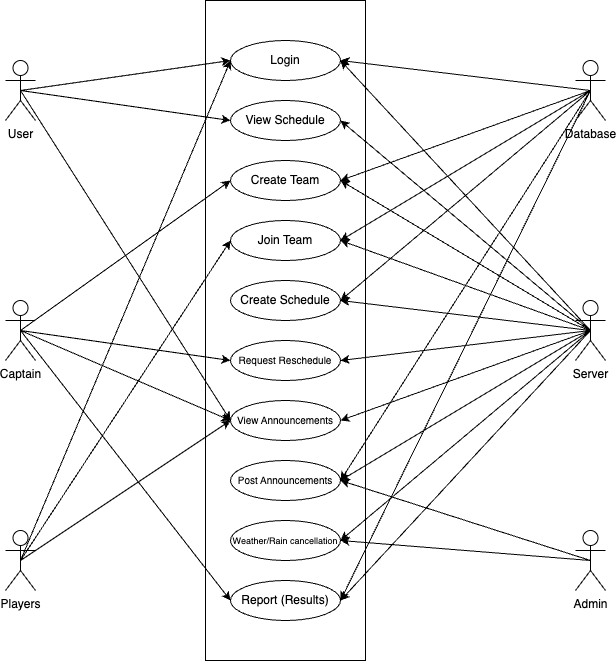 Login
User
View Schedule
Database
Create Team
Join Team
Create Schedule
Captain
Request Reschedule
Server
View Announcements
Post Announcements
Weather/Rain cancellation
Players
Report (Results)
Admin